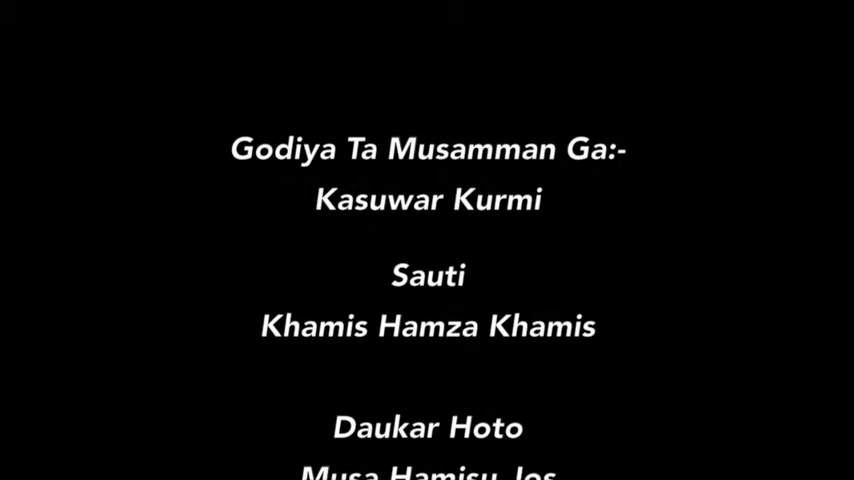 Godiya Ta Musamman Ga:-
Kasuwar Kurmi
Sauti
Khamis Hamza Khamis
Daukar Hoto
Musa Hamisu Jos